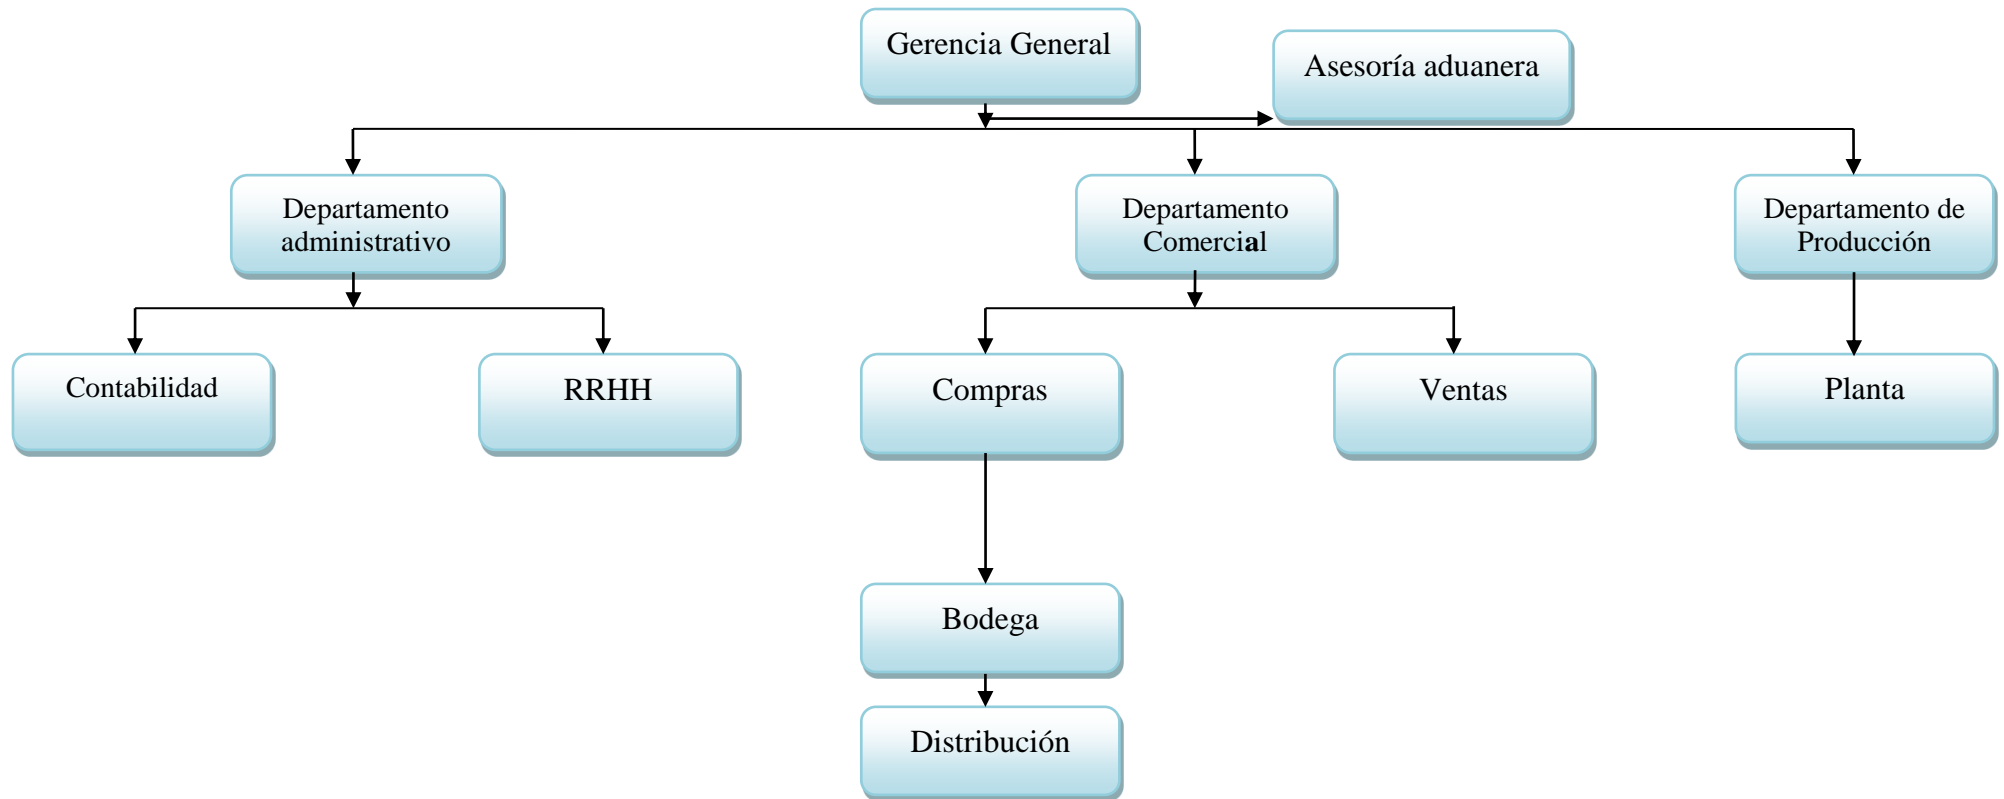 Gerencia General
Asesoría aduanera
Departamento
administrativo
Departamento
Comercial
Departamento de
Producción
Contabilidad
RRHH
Compras
Ventas
Planta
Bodega
Distribución